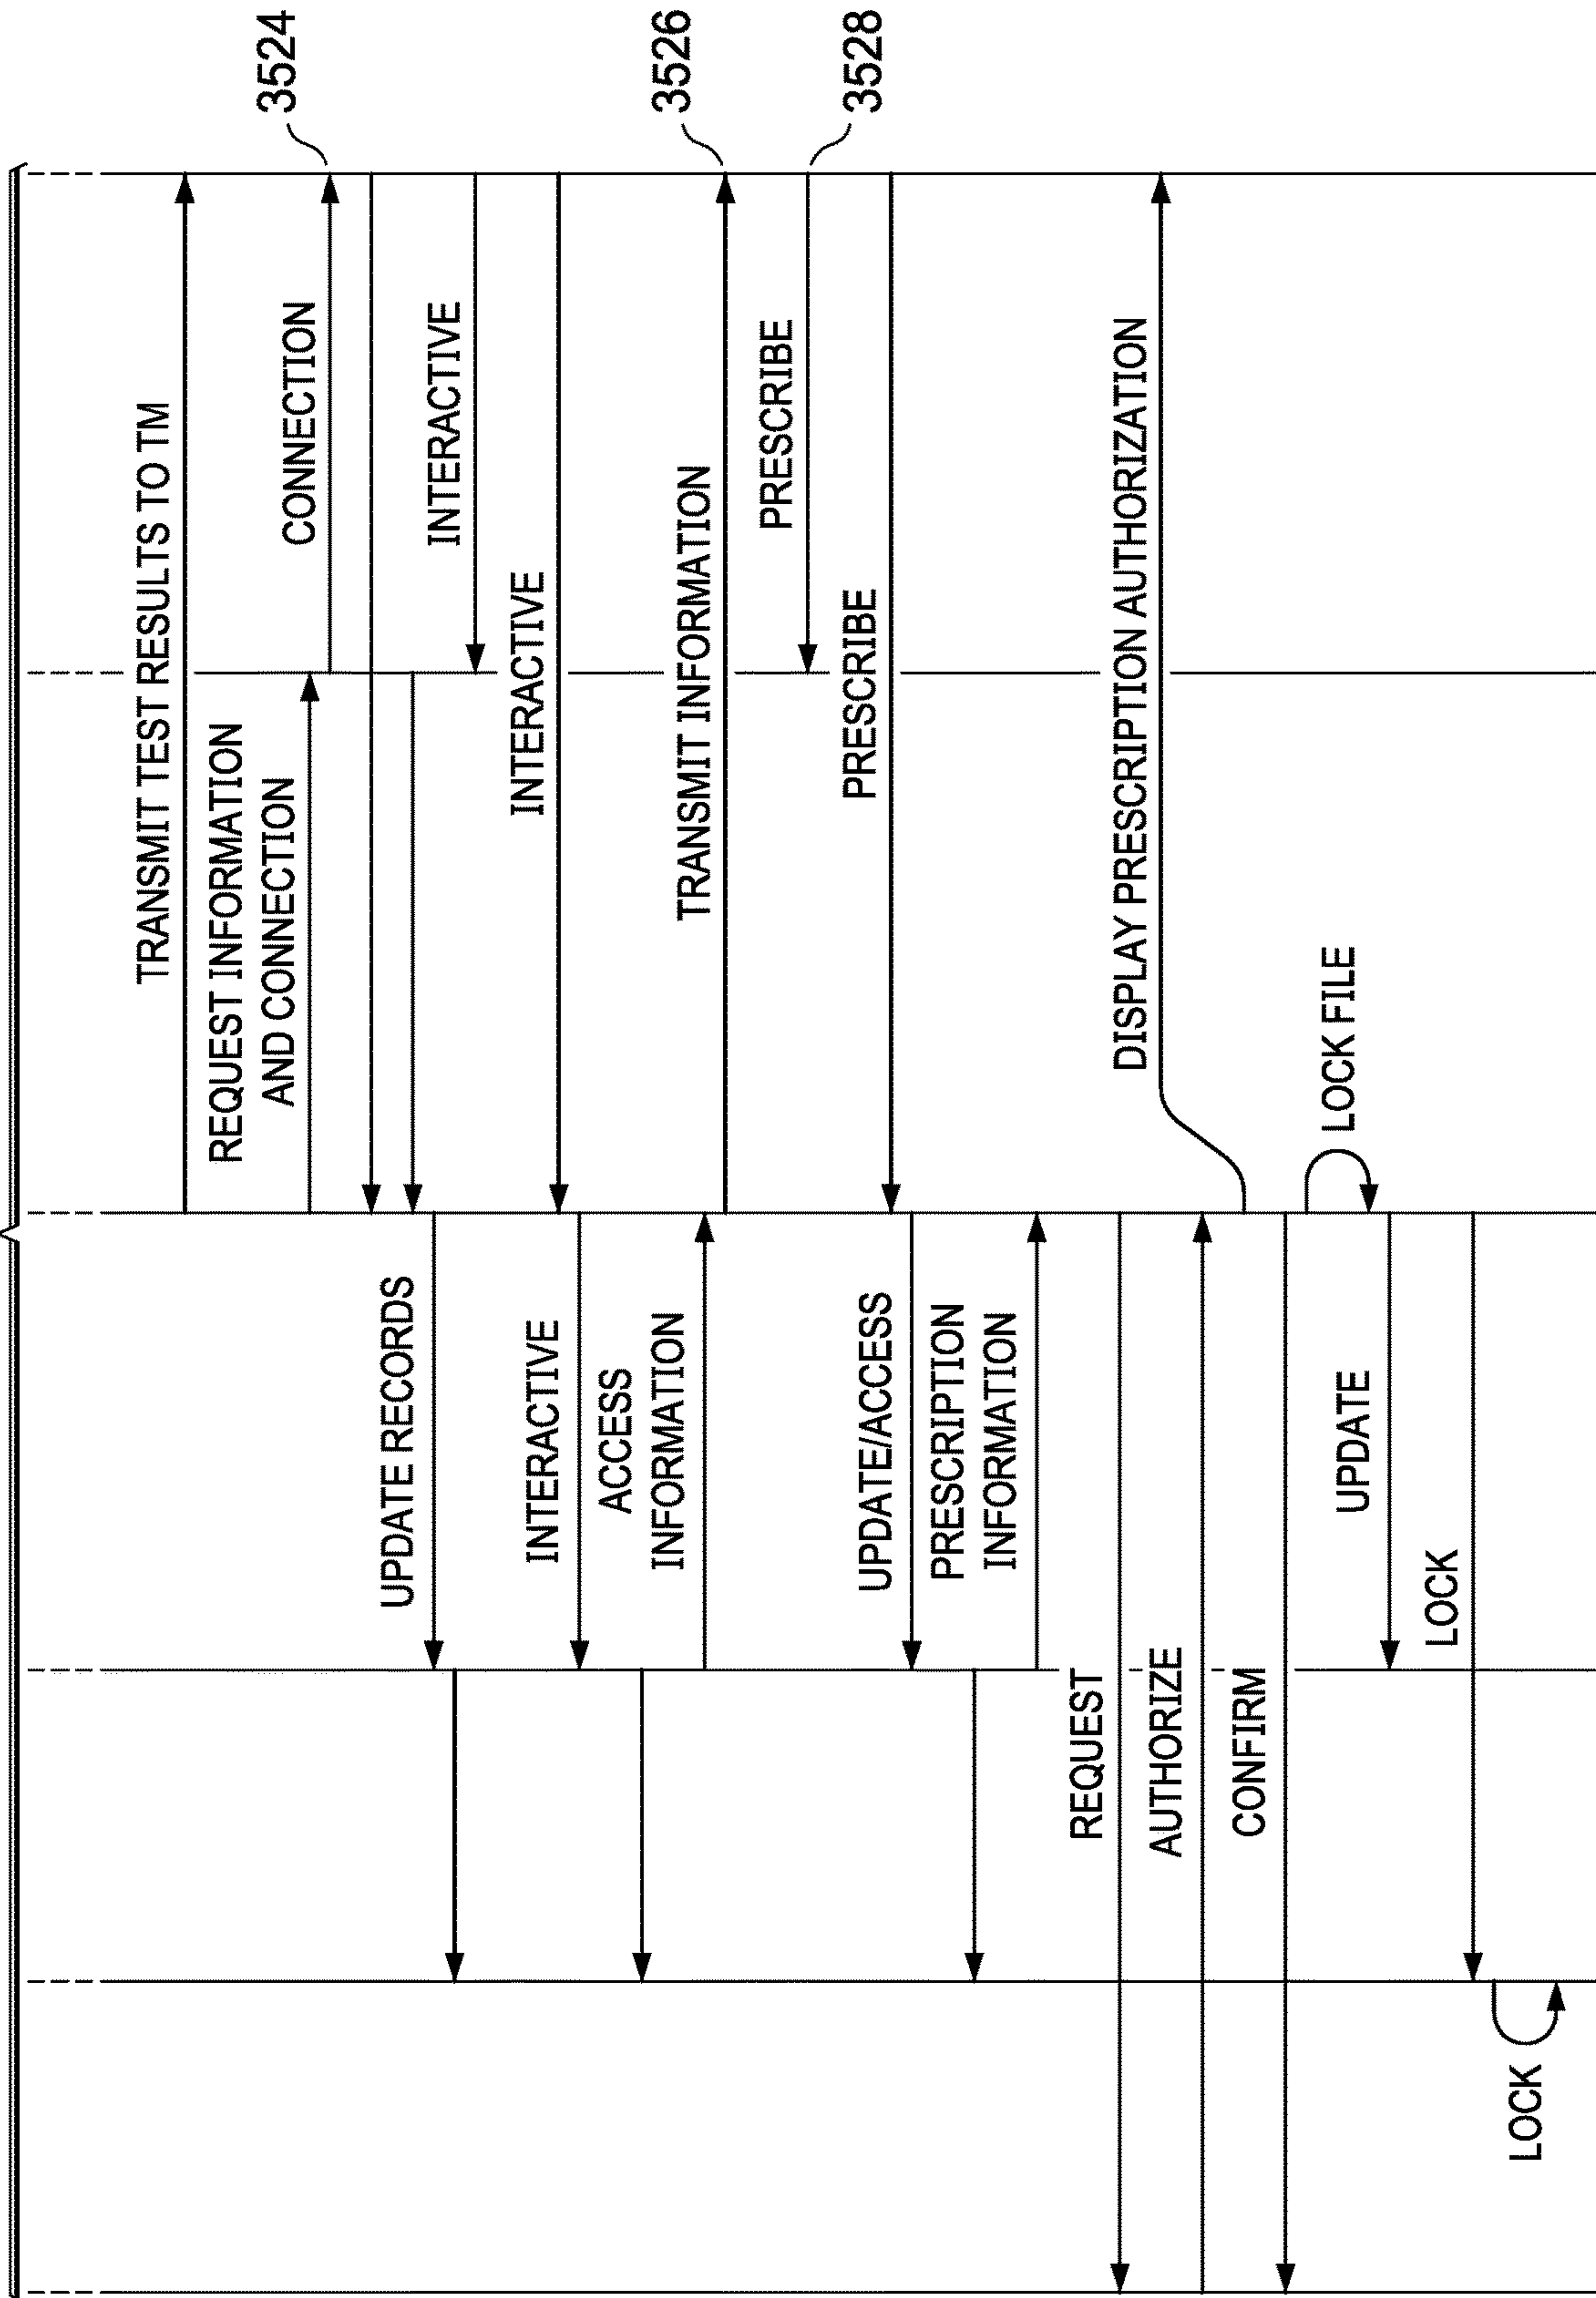 TRANSMIT TEST RESULTS TO TM
REQUEST INFORMATION
AND CONNECTION
CONNECTION
3524
UPDATE RECORDS
INTERACTIVE
INTERACTIVE
INTERACTIVE
ACCESS
INFORMATION
TRANSMIT INFORMATION
3526
PRESCRIBE
3528
PRESCRIBE
UPDATE/ACCESS
PRESCRIPTION
INFORMATION
REQUEST
DISPLAY PRESCRIPTION AUTHORIZATION
AUTHORIZE
CONFIRM
LOCK FILE
UPDATE
LOCK
LOCK